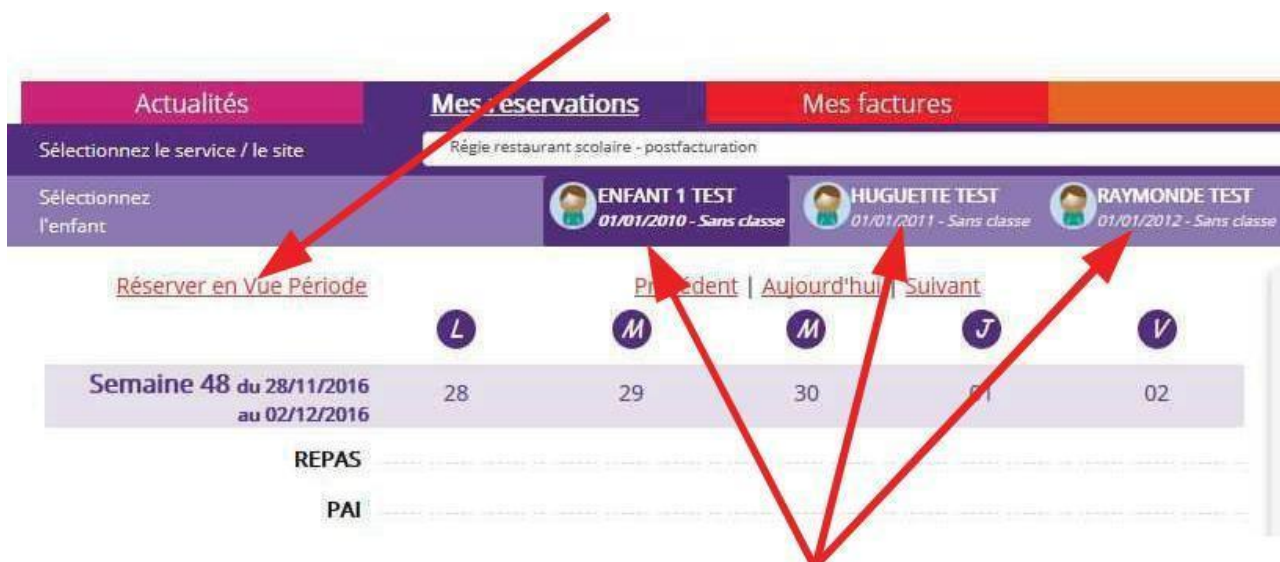 Actualités
Mes reservations
Mes factures
Sélectionnez le service / le site
Régie restaurant scolaire - postfacturation
Sélectionnez
l'enfant
ENFANT 1 TEST
01/01/2010 - Sans classe
HUGUETTE TEST
01/01/2011 - Sans classe
RAYMONDE TEST
01/01/2012 - Sans classe
Réserver en Vue Période
Précédent | Aujourd'hui | Suivant
L M M J V
Semaine 48 du 28/11/2016
au 02/12/2016
28 29 30 01 02
REPAS
PAI